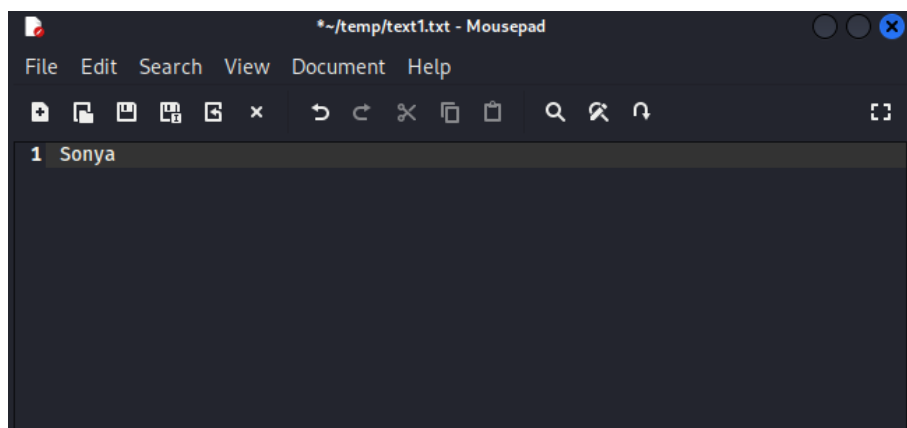 *~/temp/text1.txt - Mousepad
File Edit Search View Document Help
1 Sonya